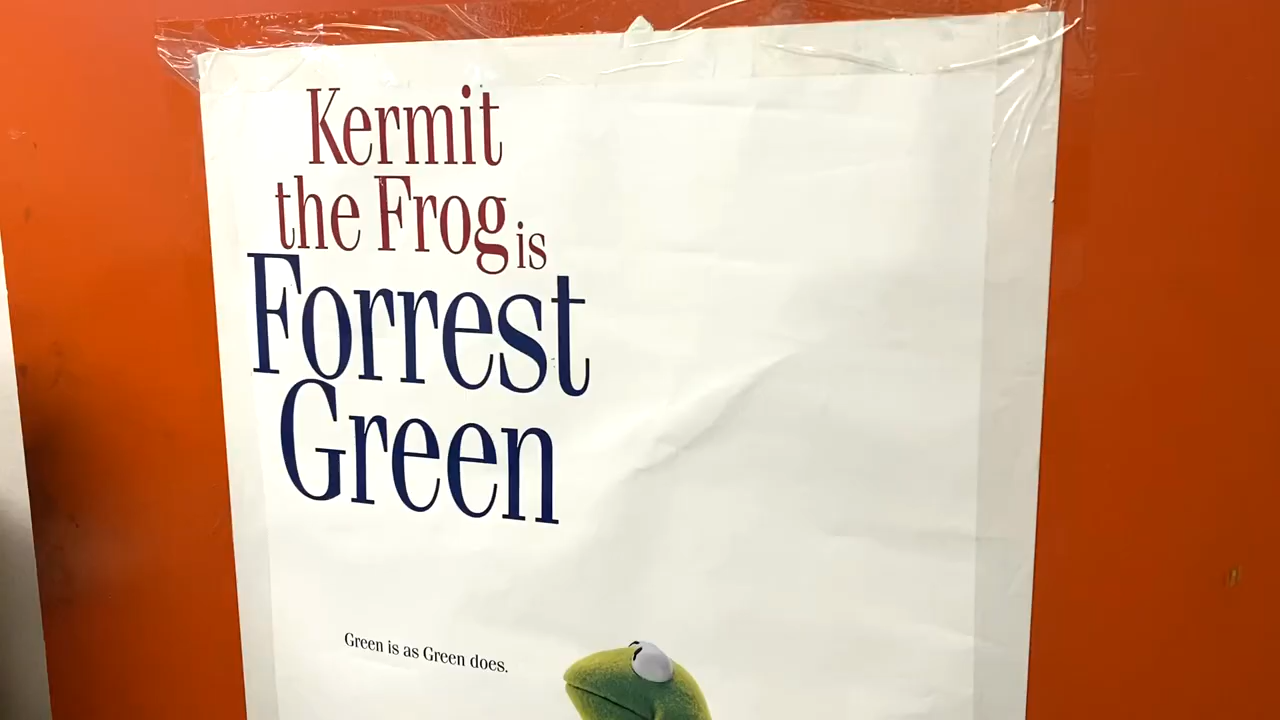 Kermit
the Frog is
Forrest
Green
Green is as Green does.